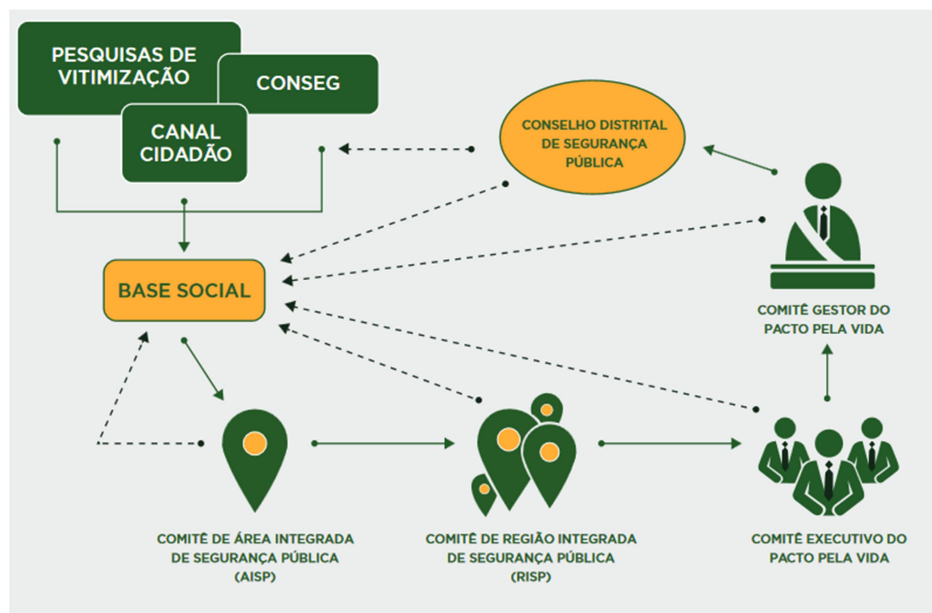 PESQUISAS DE
VITIMIZAÇÃO
CONSEG
CANAL
CIDADÃO
CONSELHO DISTRITAL
DE SEGURANÇA
PÚBLICA
BASE SOCIAL
COMITÊ GESTOR DO
PACTO PELA VIDA
COMITÊ DE ÁREA INTEGRADA
DE SEGURANÇA PÚBLICA
(AISP)
COMITÊ DE REGIÃO INTEGRADA
DE SEGURANÇA PÚBLICA
(RISP)
COMITÊ EXECUTIVO DO
PACTO PELA VIDA